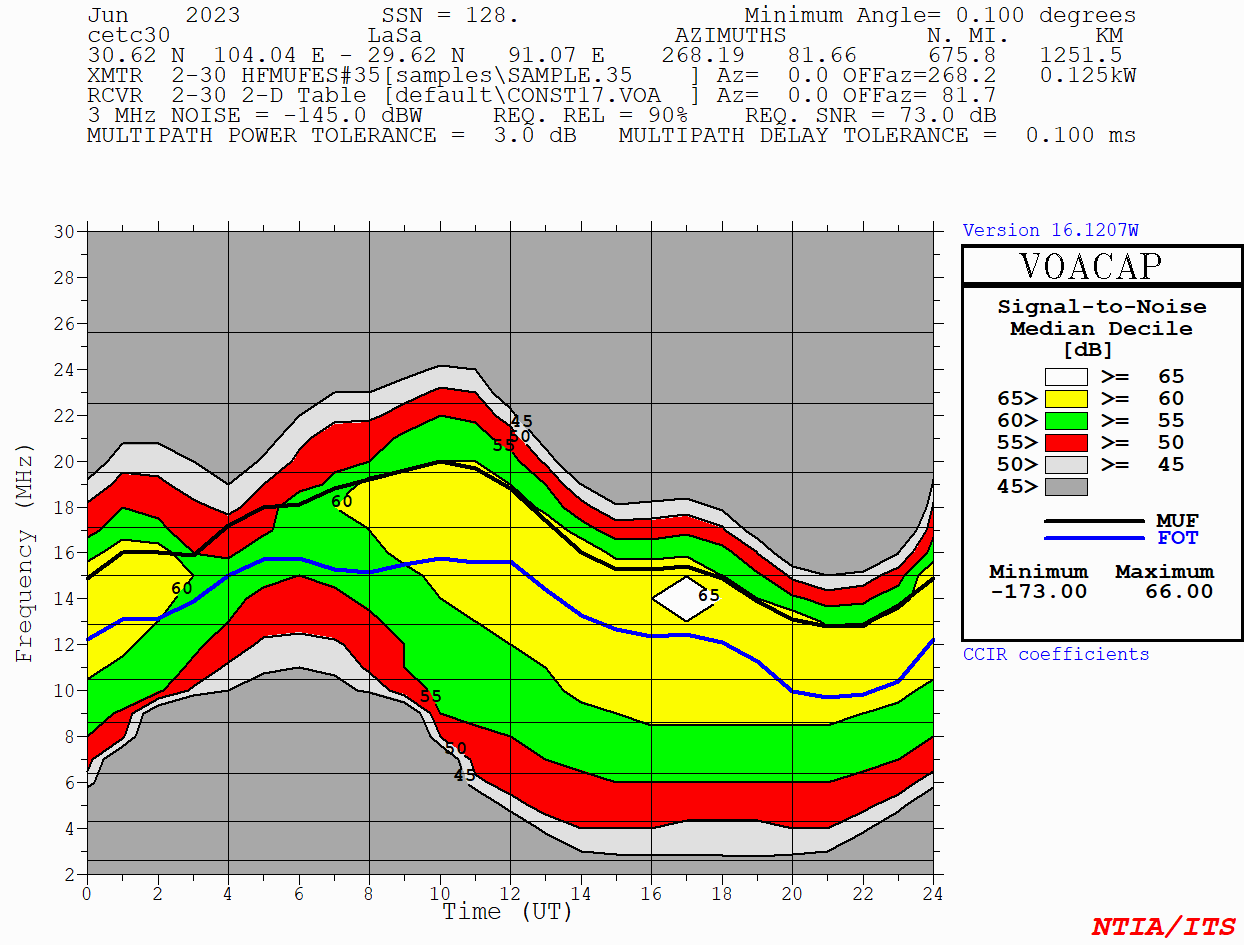 Jun    2023          SSN = 128.                Minimum Angle= 0.100 degrees
cetc30              LaSa                  AZIMUTHS          N. MI.      KM
30.62 N  104.04 E - 29.62 N   91.07 E    268.19   81.66     675.8   1251.5
XMTR  2-30 HFMUFES#35[samples\SAMPLE.35    ] Az=  0.0 OFFaz=268.2   0.125kW
RCVR  2-30 2-D Table [default\CONST17.VOA  ] Az=  0.0 OFFaz= 81.7
3 MHz NOISE = -145.0 dBW     REQ. REL = 90%    REQ. SNR = 73.0 dB
MULTIPATH POWER TOLERANCE =  3.0 dB   MULTIPATH DELAY TOLERANCE =  0.100 ms
Version 16.1207W
VOACAP
Signal-to-Noise
Median Decile
[dB]
>= 65
65> >= 60
60> >= 55
55> >= 50
50> >= 45
45>
MUF
FOT
Minimum Maximum
-173.00 66.00
CCIR coefficients
30
28
26
24
22
20
18
16
14
12
10
8
6
4
2
Frequency (MHz)
45
50
55
60
60
65
55
50
45
0 2 4 6 8 10 12 14 16 18 20 22 24
Time (UT)
NTIA/ITS